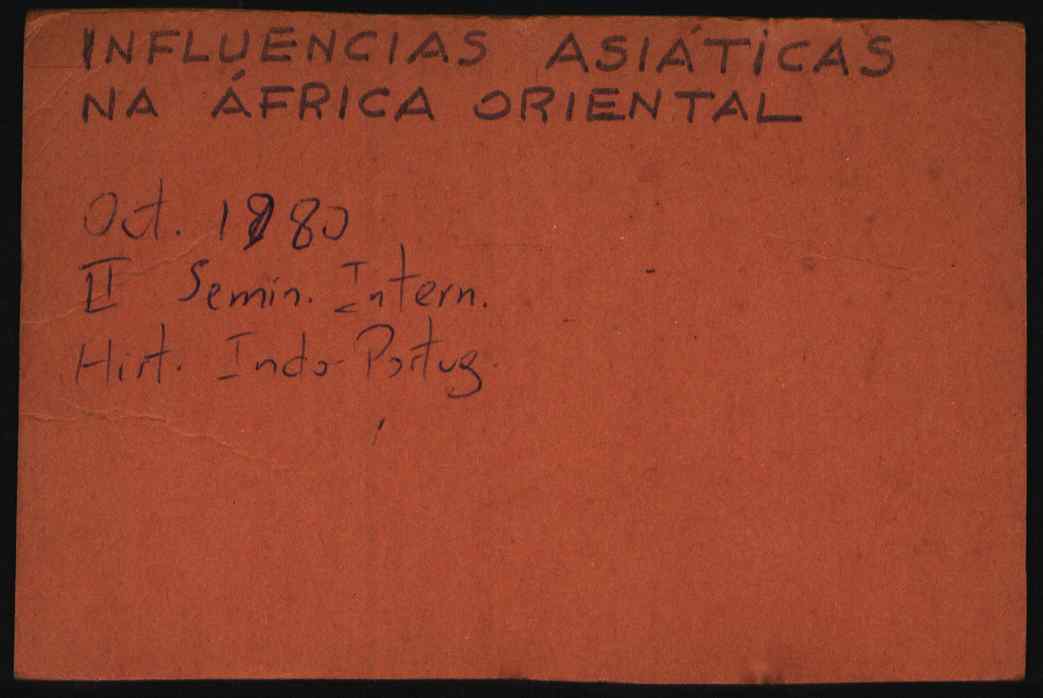 INFLUENCIAS ASIÁTICAS
NA ÁFRICA ORIENTAL
Oct. 1980
II Semin. Intern.
Hist. Indo-Portug.